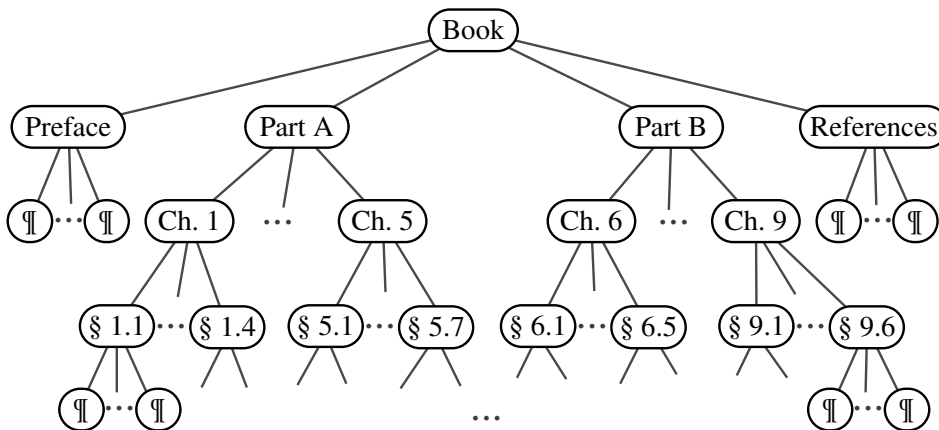 Book
Preface Part A Part B References
¶ ... ¶ Ch. 1 ... Ch. 5 Ch. 6 ... Ch. 9 ¶ ... ¶
§ 1.1 ... § 1.4 § 5.1 ... § 5.7 § 6.1 ... § 6.5 § 9.1 ... § 9.6
¶ ... ¶ ... ¶ ... ¶